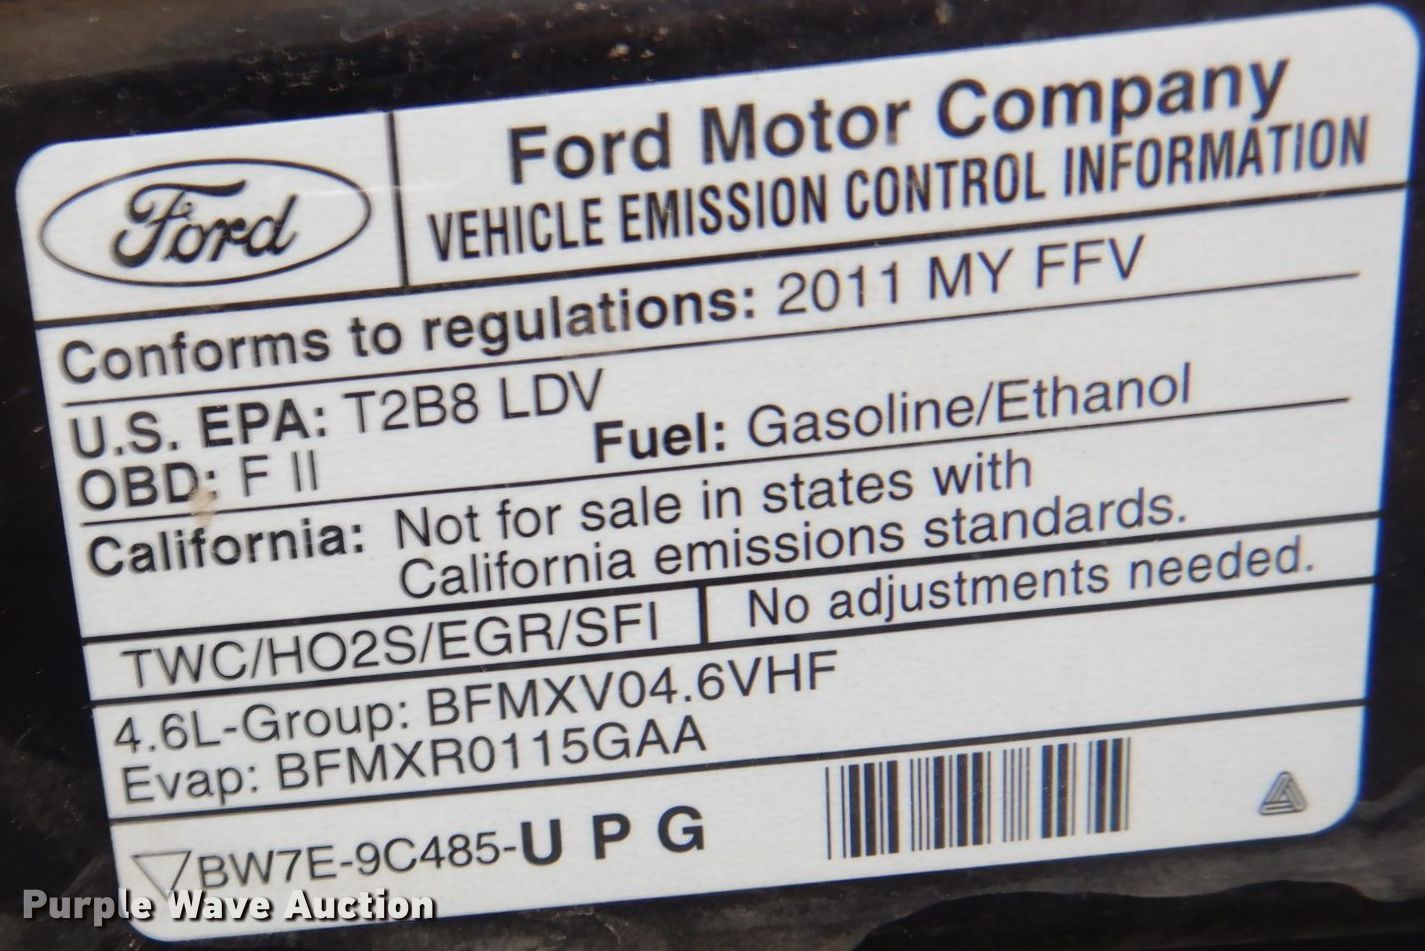 Ford
Ford Motor Company
VEHICLE EMISSION CONTROL INFORMATION
Conforms to regulations: 2011 MY FFV
U.S. EPA: T2B8 LDV
OBD: F II
Fuel: Gasoline/Ethanol
California: Not for sale in states with
California emissions standards.
TWC/HO2S/EGR/SFI
No adjustments needed.
4.6L-Group: BFMXV04.6VHF
Evap: BFMXR0115GAA
BW7E-9C485-U P G
Purple Wave Auction